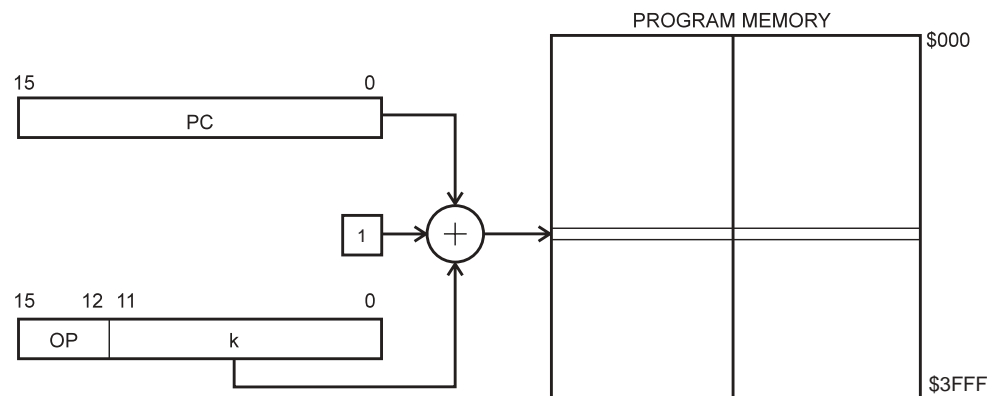 PROGRAM MEMORY
$000
15 0
PC
1
+
15 12 11 0
OP k
$3FFF